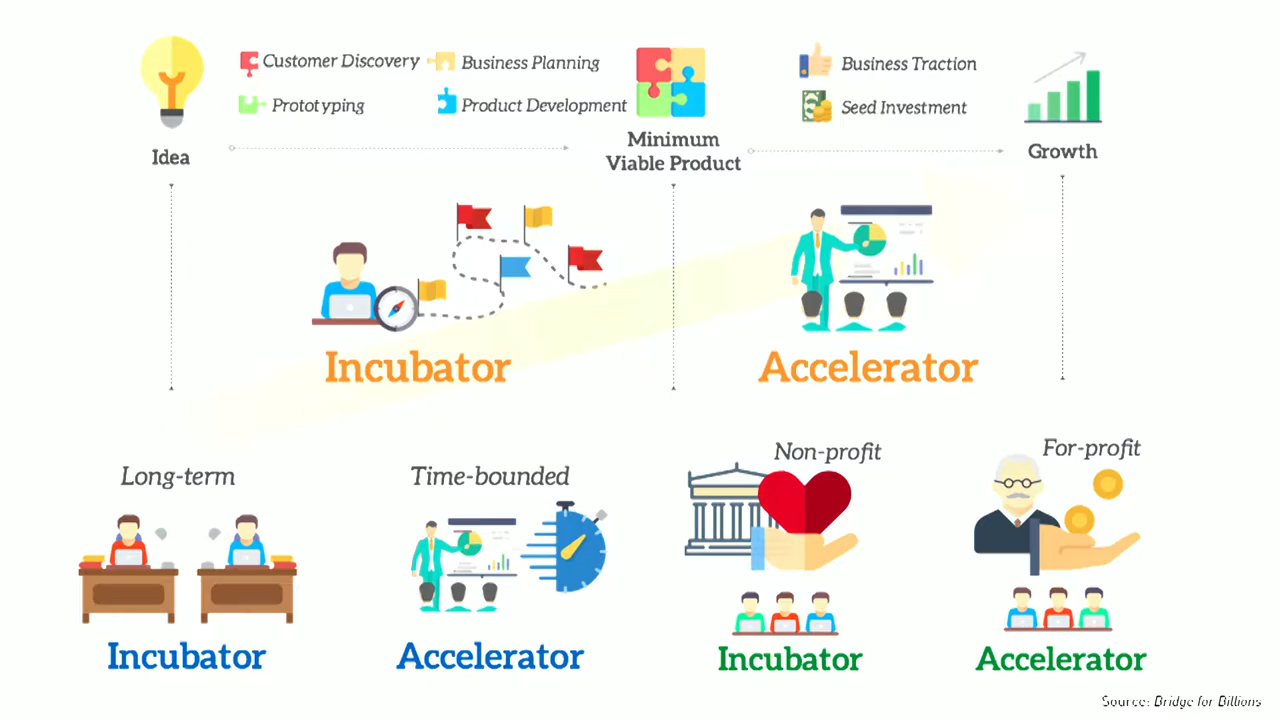 Customer Discovery
Business Planning
Prototyping
Product Development
Business Traction
Seed Investment
Idea
Minimum
Viable Product
Growth
Incubator
Accelerator
Long-term
Time-bounded
Non-profit
For-profit
Incubator
Accelerator
Incubator
Accelerator
Source: Bridge for Billions